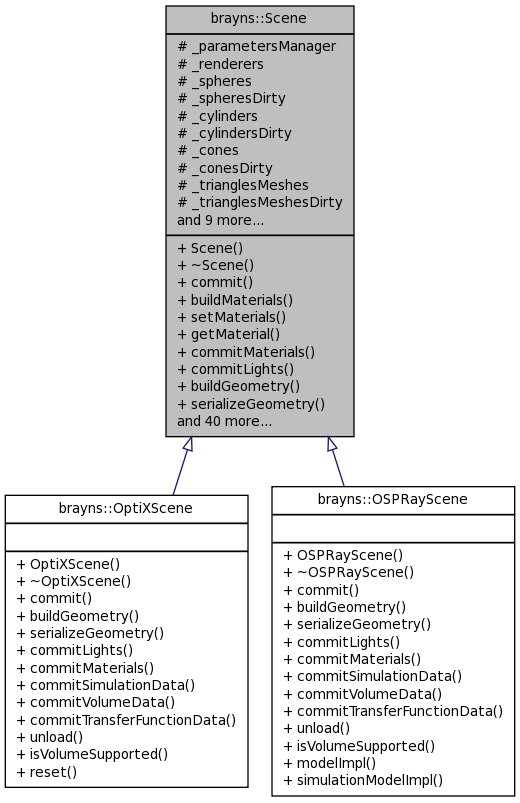 brayns::Scene
# _parametersManager
# _renderers
# _spheres
# _spheresDirty
# _cylinders
# _cylindersDirty
# _cones
# _conesDirty
# _trianglesMeshes
# _trianglesMeshesDirty
and 9 more...
+ Scene()
+ ~Scene()
+ commit()
+ buildMaterials()
+ setMaterials()
+ getMaterial()
+ commitMaterials()
+ commitLights()
+ buildGeometry()
+ serializeGeometry()
and 40 more...
brayns::OptiXScene
+ OptiXScene()
+ ~OptiXScene()
+ commit()
+ buildGeometry()
+ serializeGeometry()
+ commitLights()
+ commitMaterials()
+ commitSimulationData()
+ commitVolumeData()
+ commitTransferFunctionData()
+ unload()
+ isVolumeSupported()
+ reset()
brayns::OSPRayScene
+ OSPRayScene()
+ ~OSPRayScene()
+ commit()
+ buildGeometry()
+ serializeGeometry()
+ commitLights()
+ commitMaterials()
+ commitSimulationData()
+ commitVolumeData()
+ commitTransferFunctionData()
+ unload()
+ isVolumeSupported()
+ modelImpl()
+ simulationModelImpl()